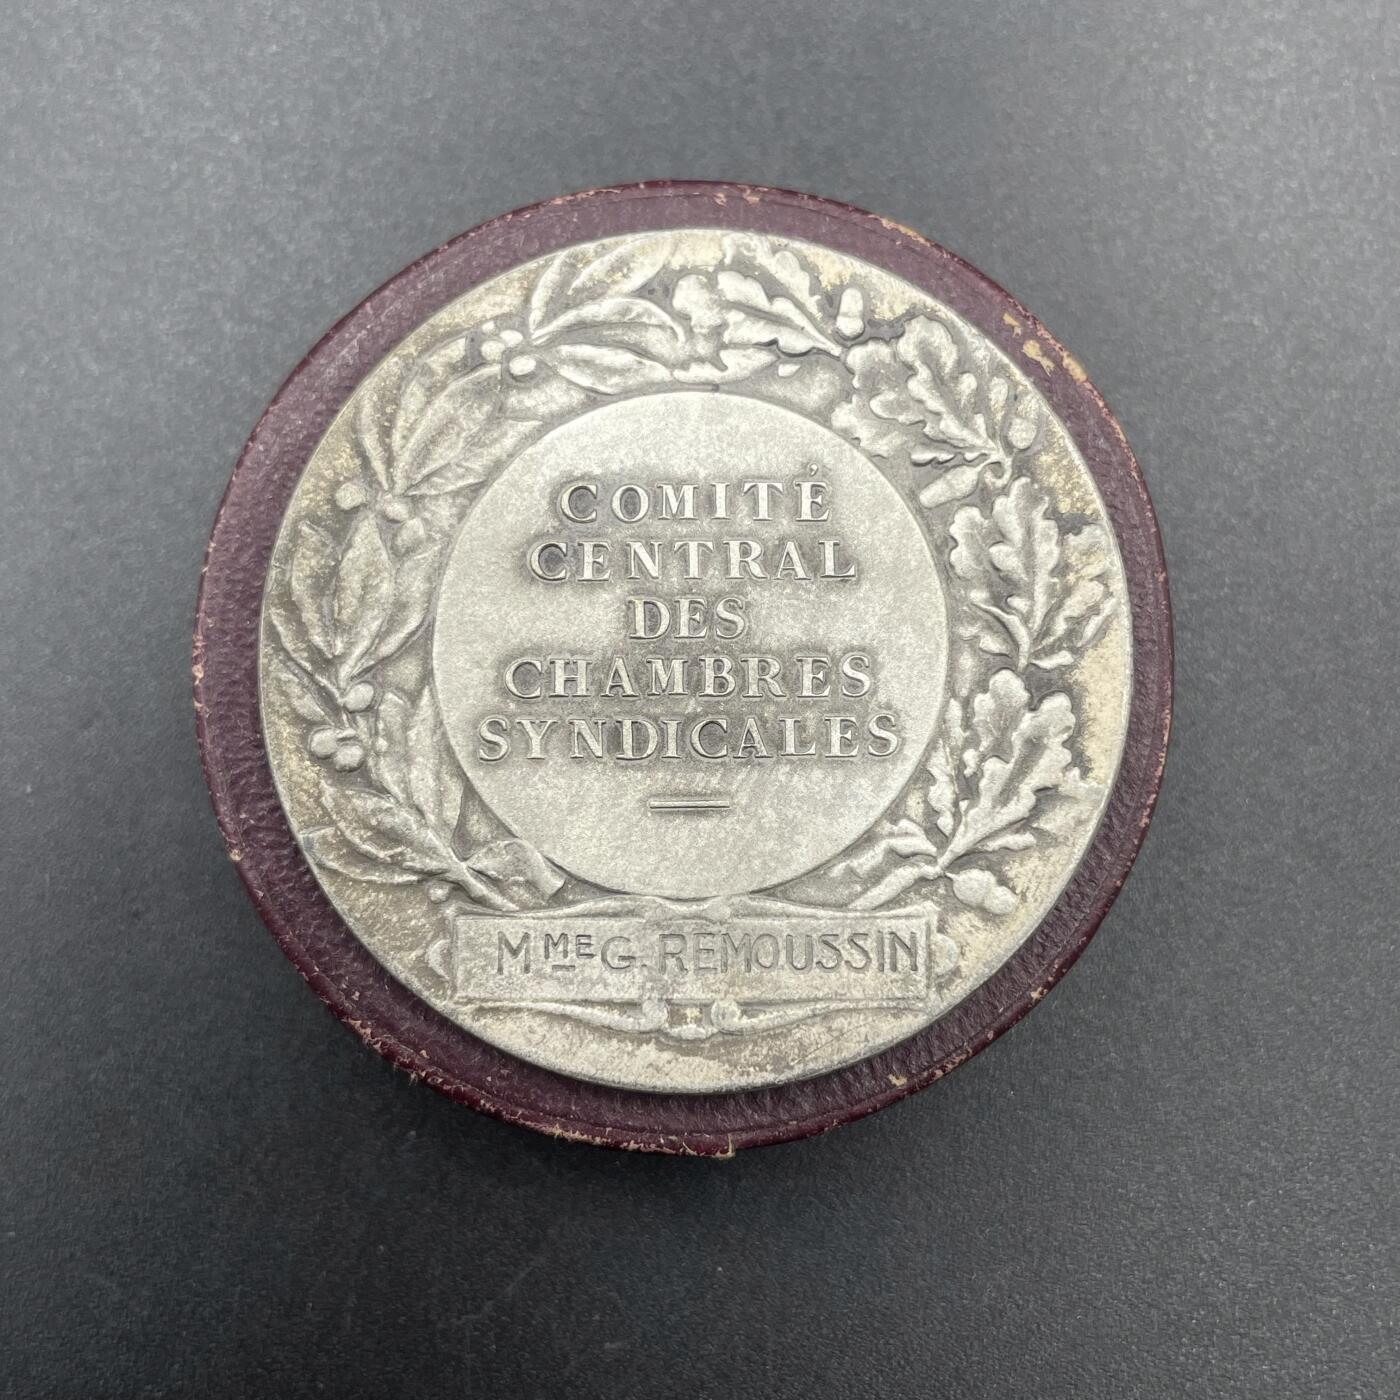 COMITÉ
CENTRAL
DES
CHAMBRES
SYNDICALES
MME G. REMOUSSIN